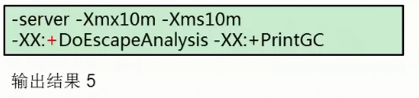 -server -Xmx10m -Xms10m
-XX:+DoEscapeAnalysis -XX:+PrintGC
输出结果 5